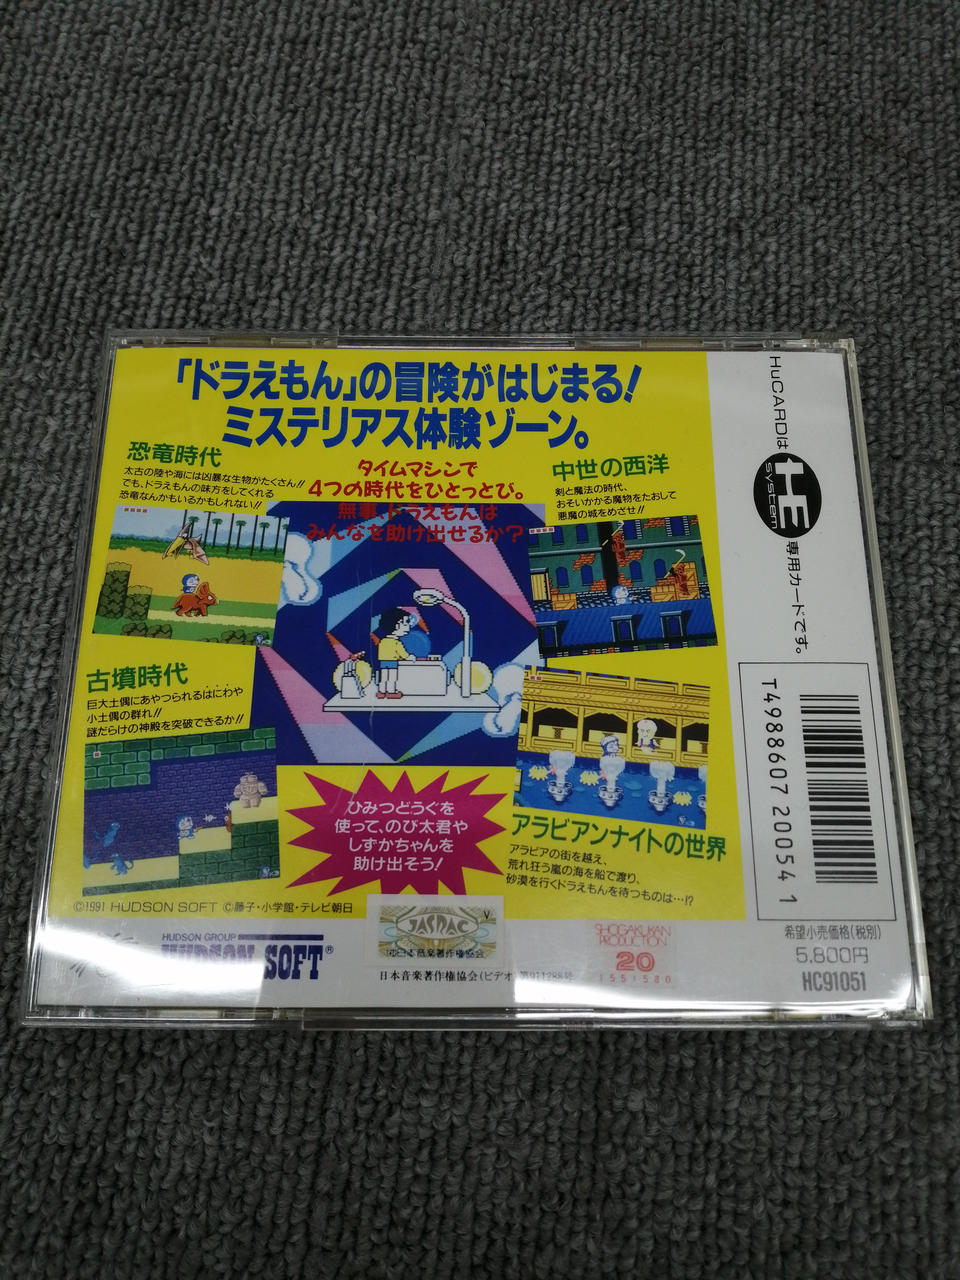 「ドラえもん」の冒険がはじまる!
ミステリアス体験ゾーン。
恐竜時代
太古の陸や海には凶暴な生物がたくさん!!
でも、ドラえもんの味方をしてくれる
恐竜なんかもいるかもしれない!!
タイムマシンで
4つの時代をひとっとび。
無事、ドラえもんは
みんなを助け出せるか?
中世の西洋
剣と魔法の時代、
おそいかかる魔物をたおして
悪魔の城をめざせ!!
古墳時代
巨大土偶にあやつられるはにわや
小土偶の群れ!!
謎だらけの神殿を突破できるか!!
ひみつどうぐを
使って、のび太君や
しずかちゃんを
助け出そう!
アラビアンナイトの世界
アラビアの街を越え、
荒れ狂う嵐の海を船で渡り、
砂漠を行くドラえもんを待つものは…!?
©1991 HUDSON SOFT ©藤子・小学館・テレビ朝日
HUDSON GROUP
HUDSON SOFT®
JASRAC
V
日本音楽著作権協会(ビデオ)第911288号
SHOGAKUKAN
PRODUCTION
20
1551580
HuCARDは
HE
system
専用カードです。
T4988607 200541
希望小売価格(税別)
5,800円
HC91051